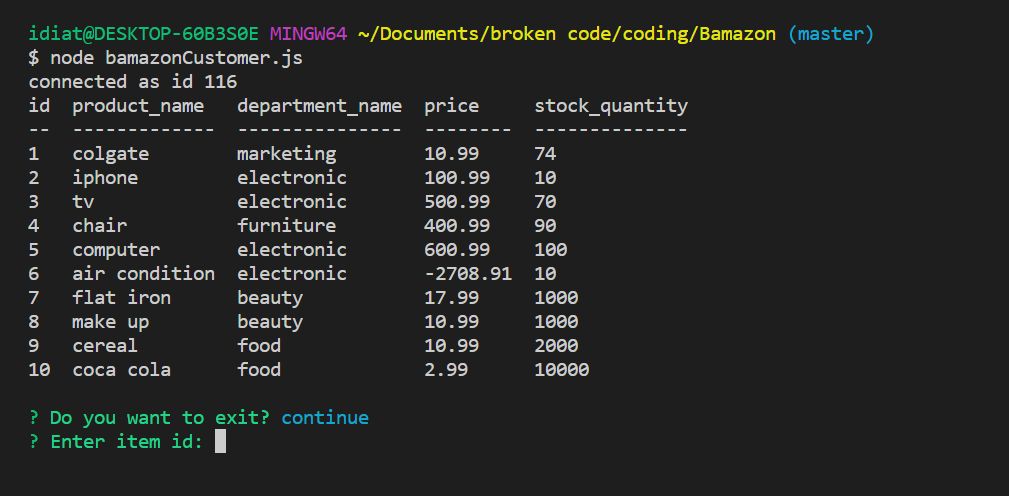 idiat@DESKTOP-60B3S0E MINGW64 ~/Documents/broken code/coding/Bamazon (master)
$ node bamazonCustomer.js
connected as id 116
id  product_name   department_name  price     stock_quantity
--  -------------  ---------------  --------  --------------
1   colgate        marketing        10.99     74
2   iphone         electronic       100.99    10
3   tv             electronic       500.99    70
4   chair          furniture        400.99    90
5   computer       electronic       600.99    100
6   air condition  electronic       -2708.91  10
7   flat iron      beauty           17.99     1000
8   make up        beauty           10.99     1000
9   cereal         food             10.99     2000
10  coca cola      food             2.99      10000
? Do you want to exit? continue
? Enter item id: